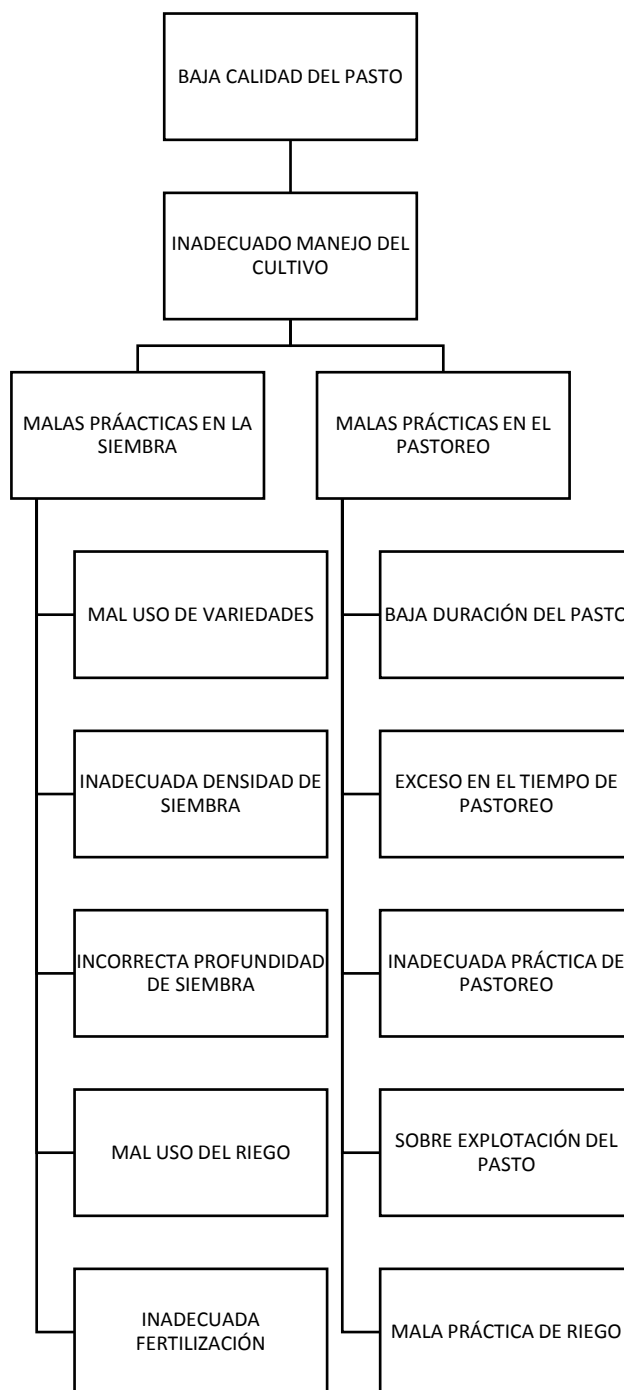 BAJA CALIDAD DEL PASTO
INADECUADO MANEJO DEL
CULTIVO
MALAS PRÁACTICAS EN LA
SIEMBRA
MAL USO DE VARIEDADES
INADECUADA DENSIDAD DE
SIEMBRA
INCORRECTA PROFUNDIDAD
DE SIEMBRA
MAL USO DEL RIEGO
INADECUADA
FERTILIZACIÓN
MALAS PRÁCTICAS EN EL
PASTOREO
BAJA DURACIÓN DEL PASTO
EXCESO EN EL TIEMPO DE
PASTOREO
INADECUADA PRÁCTICA DE
PASTOREO
SOBRE EXPLOTACIÓN DEL
PASTO
MALA PRÁCTICA DE RIEGO